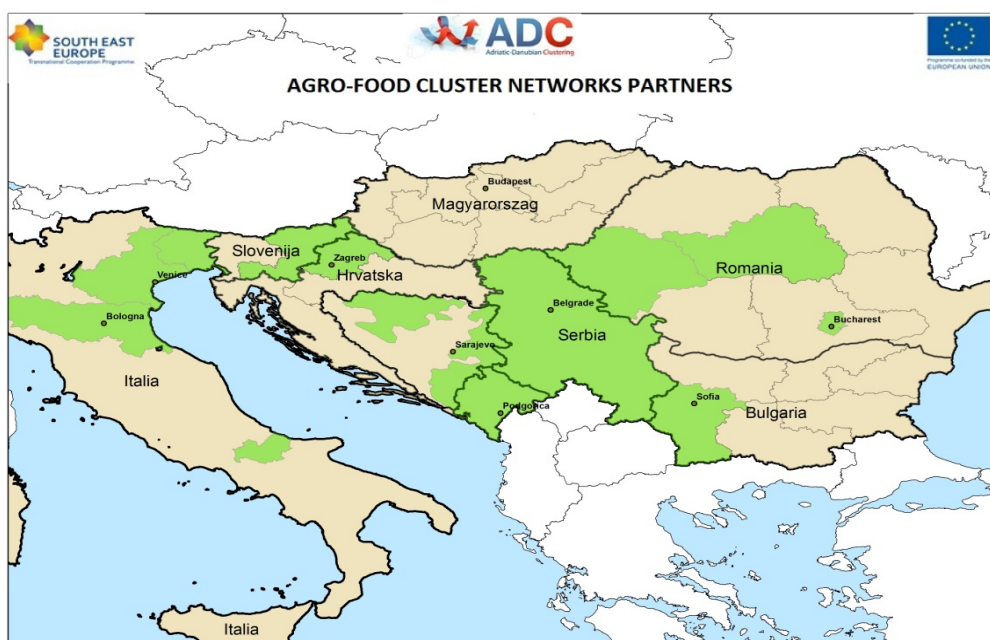 SOUTH EAST
EUROPE
Transnational Cooperation Programme
ADC
Adriatic-Danubian Clustering
Programme co-funded by the
EUROPEAN UNION
AGRO-FOOD CLUSTER NETWORKS PARTNERS
Budapest
Magyarország
Slovenija
Zagreb
Hrvatska
Venice
Romania
Belgrade
Bologna
Bucharest
Serbia
Sarajevo
Italia
Sofia
Podgorica
Bulgaria
Italia